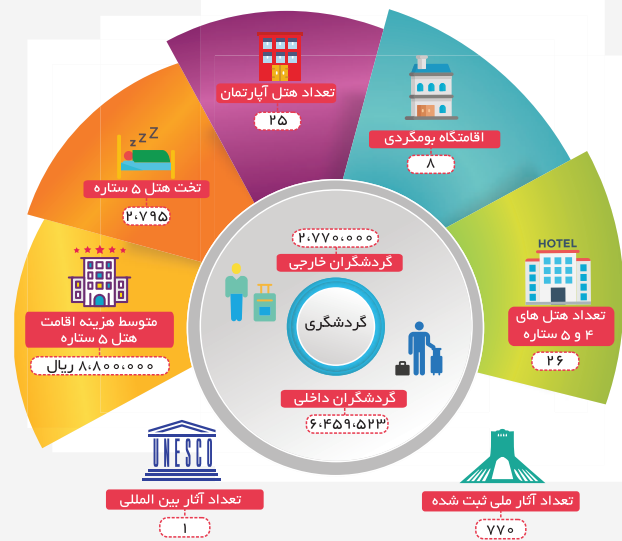 تعداد هتل آپارتمان
۲۵
اقامتگاه بومگردی
۸
zZZ
تخت هتل ۵ ستاره
۲،۷۹۵
HOTEL
تعداد هتل های
۴ و ۵ ستاره
۲۶
متوسط هزینه اقامت
هتل ۵ ستاره
۸،۸۰۰،۰۰۰ ریال
۲،۷۷۰،۰۰۰
گردشگران خارجی
گردشگری
گردشگران داخلی
۶،۴۵۹،۵۲۳
UNESCO
تعداد آثار بین المللی
۱
تعداد آثار ملی ثبت شده
۷۷۰